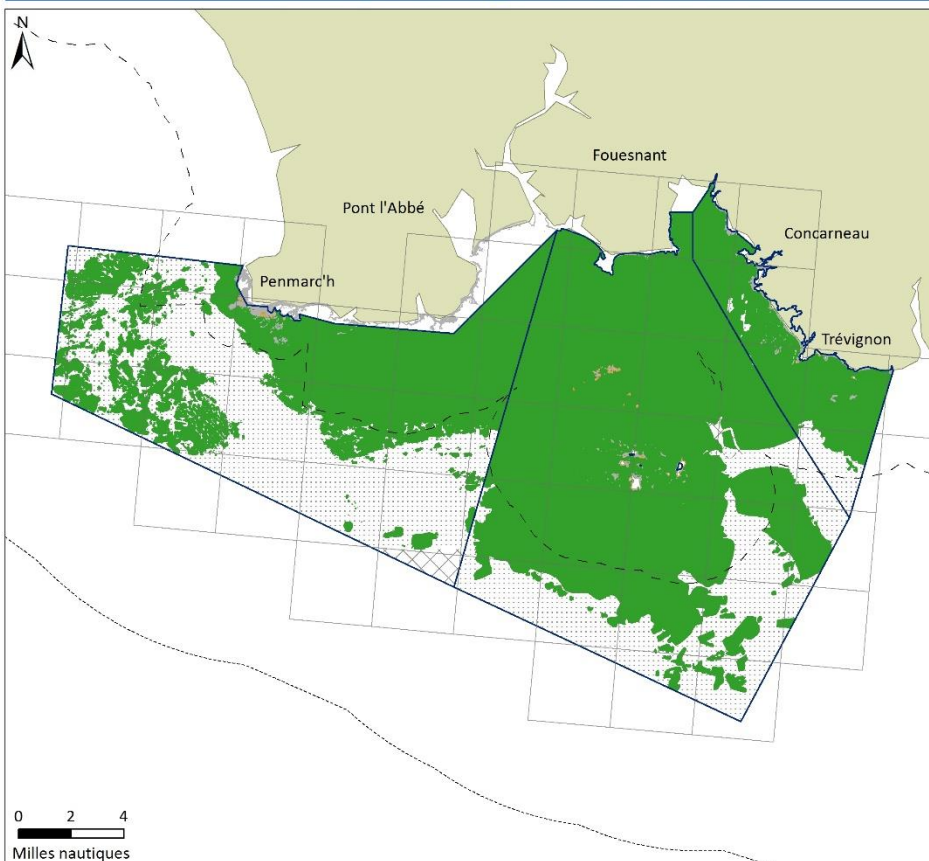 N
Fouesnant
Pont l'Abbé
Concarneau
Penmarc'h
Trévignon
0 2 4
Milles nautiques